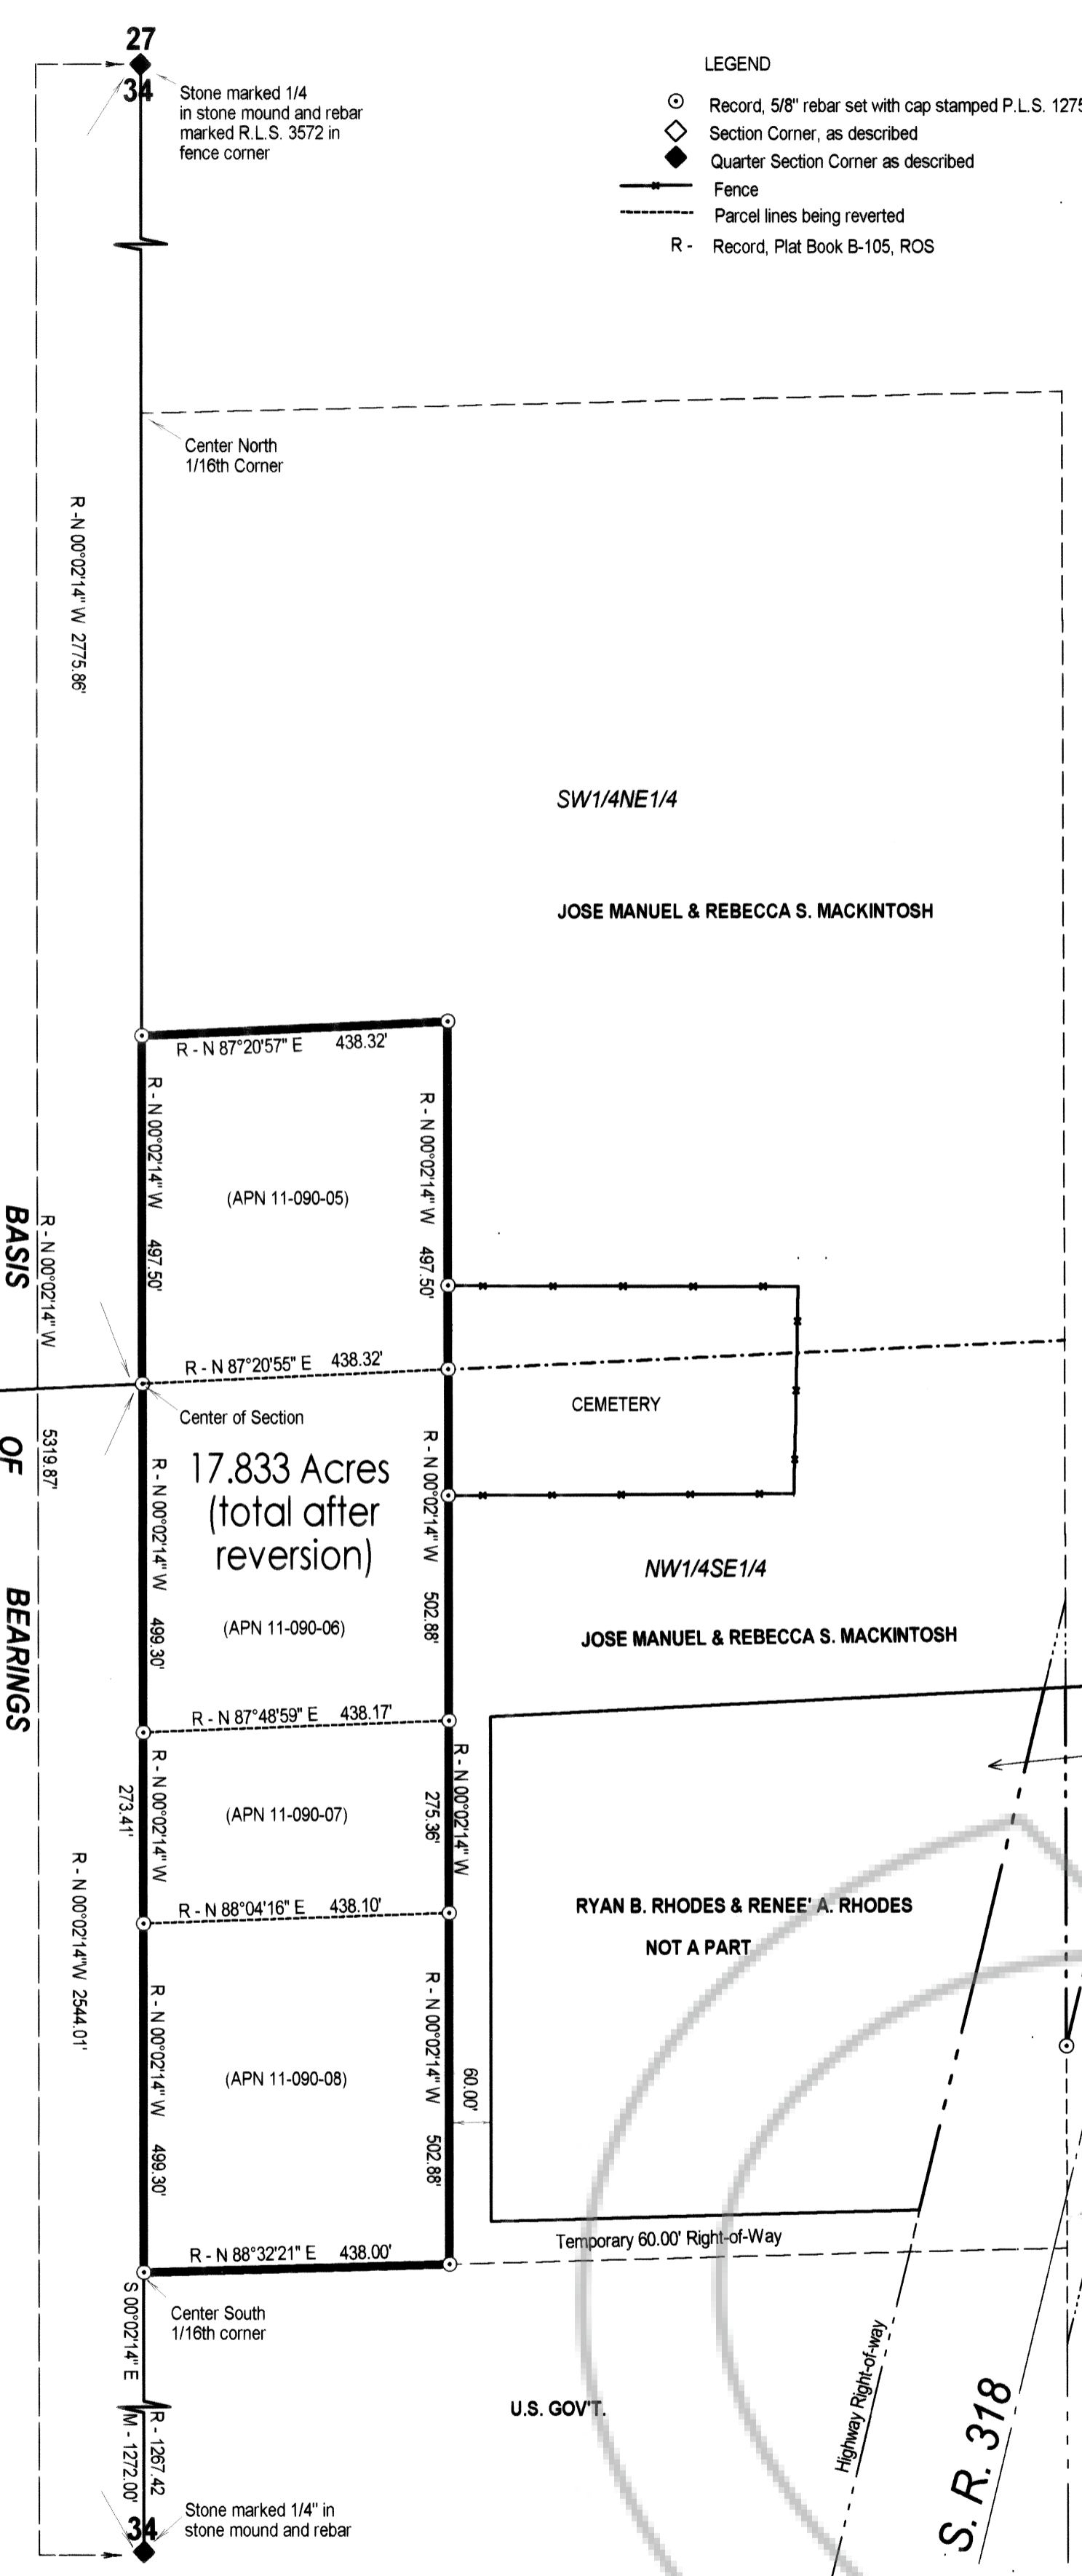 27
34
Stone marked 1/4
in stone mound and rebar
marked R.L.S. 3572 in
fence corner
LEGEND
Record, 5/8" rebar set with cap stamped P.L.S. 1275
Section Corner, as described
Quarter Section Corner as described
Fence
Parcel lines being reverted
R - Record, Plat Book B-105, ROS
Center North
1/16th Corner
R -N 00°02'14" W 2775.86'
SW1/4NE1/4
JOSE MANUEL & REBECCA S. MACKINTOSH
R - N 87°20'57" E 438.32'
R - N 00°02'14" W 497.50'
R - N 00°02'14" W 497.50'
(APN 11-090-05)
BASIS OF BEARINGS
R - N 00°02'14" W 5319.87'
R - N 87°20'55" E 438.32'
Center of Section
CEMETERY
17.833 Acres
(total after
reversion)
R - N 00°02'14" W 499.30'
R - N 00°02'14" W 502.88'
(APN 11-090-06)
NW1/4SE1/4
JOSE MANUEL & REBECCA S. MACKINTOSH
R - N 87°48'59" E 438.17'
R - N 00°02'14" W
273.41'
R - N 00°02'14" W
275.36'
(APN 11-090-07)
R - N 88°04'16" E 438.10'
RYAN B. RHODES & RENEE' A. RHODES
NOT A PART
R - N 00°02'14"W 2544.01'
R - N 00°02'14" W 499.30'
R - N 00°02'14" W 502.88'
(APN 11-090-08)
60.00'
Temporary 60.00' Right-of-Way
R - N 88°32'21" E 438.00'
S 00°02'14" E
Center South
1/16th corner
R - 1267.42
M - 1272.00'
U.S. GOV'T.
Highway Right-of-way
S. R. 318
34
Stone marked 1/4" in
stone mound and rebar